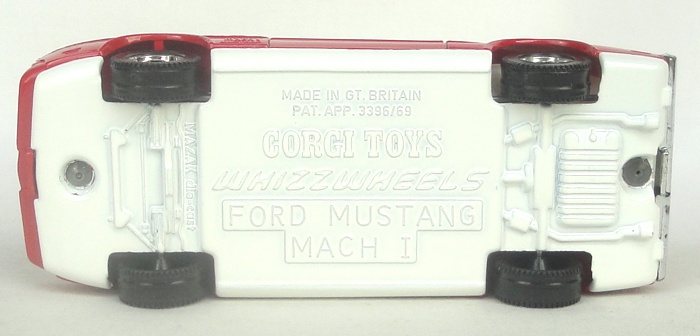 MADE IN GT. BRITAIN
PAT. APP. 3396/69
CORGI TOYS
WHIZZWHEELS
FORD MUSTANG
MACH I